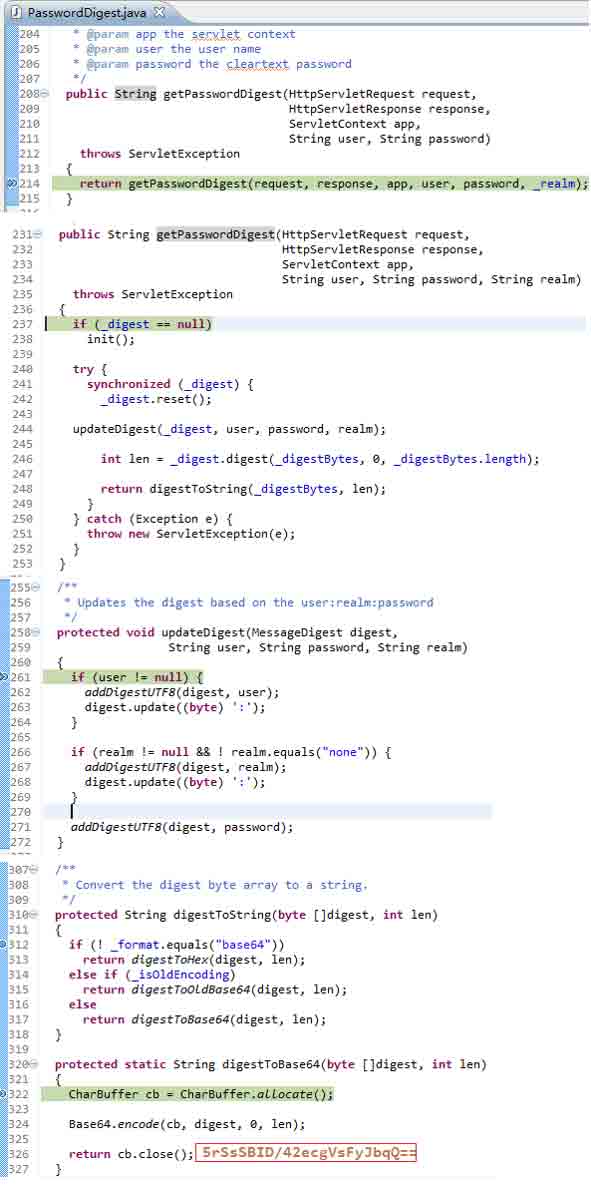 PasswordDigest.java
204 * @param app the servlet context
205 * @param user the user name
206 * @param password the cleartext password
207 */
208 public String getPasswordDigest(HttpServletRequest request,
209 HttpServletResponse response,
210 ServletContext app,
211 String user, String password)
212 throws ServletException
213 {
214 return getPasswordDigest(request, response, app, user, password, _realm);
215 }
231 public String getPasswordDigest(HttpServletRequest request,
232 HttpServletResponse response,
233 ServletContext app,
234 String user, String password, String realm)
235 throws ServletException
236 {
237 if (_digest == null)
238 init();
239
240 try {
241 synchronized (_digest) {
242 _digest.reset();
243
244 updateDigest(_digest, user, password, realm);
245
246 int len = _digest.digest(_digestBytes, 0, _digestBytes.length);
247
248 return digestToString(_digestBytes, len);
249 }
250 } catch (Exception e) {
251 throw new ServletException(e);
252 }
253 }
255 /**
256 * Updates the digest based on the user:realm:password
257 */
258 protected void updateDigest(MessageDigest digest,
259 String user, String password, String realm)
260 {
261 if (user != null) {
262 addDigestUTF8(digest, user);
263 digest.update((byte) ':');
264 }
265
266 if (realm != null && ! realm.equals("none")) {
267 addDigestUTF8(digest, realm);
268 digest.update((byte) ':');
269 }
270
271 addDigestUTF8(digest, password);
272 }
307 /**
308 * Convert the digest byte array to a string.
309 */
310 protected String digestToString(byte []digest, int len)
311 {
312 if (! _format.equals("base64"))
313 return digestToHex(digest, len);
314 else if (_isOldEncoding)
315 return digestToOldBase64(digest, len);
316 else
317 return digestToBase64(digest, len);
318 }
319
320 protected static String digestToBase64(byte []digest, int len)
321 {
322 CharBuffer cb = CharBuffer.allocate();
323
324 Base64.encode(cb, digest, 0, len);
325
326 return cb.close(); 5rSsSBID/42ecgVsFyJbqQ==
327 }